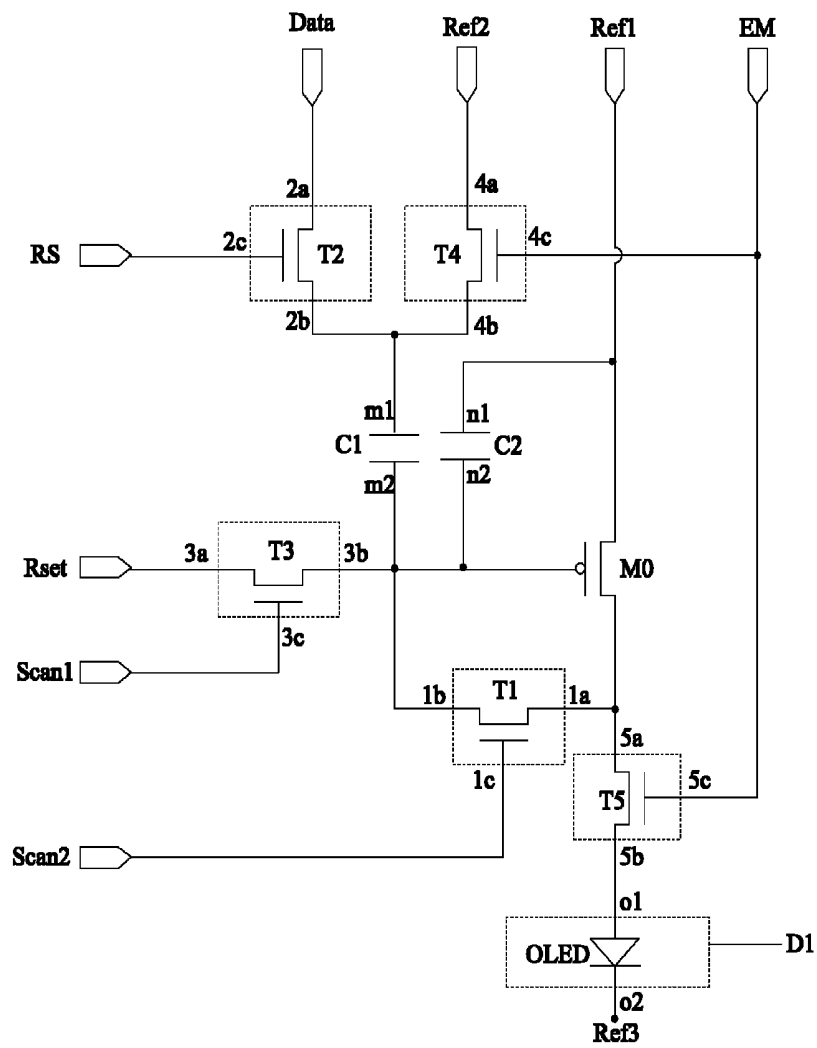 Data Ref2 Ref1 EM
2a 4a
RS 2c T2 T4 4c
2b 4b
m1 n1
C1 C2
m2 n2
Rset 3a T3 3b M0
3c
Scan1
1b T1 1a
5a
1c T5 5c
Scan2 5b
o1
OLED D1
o2
Ref3